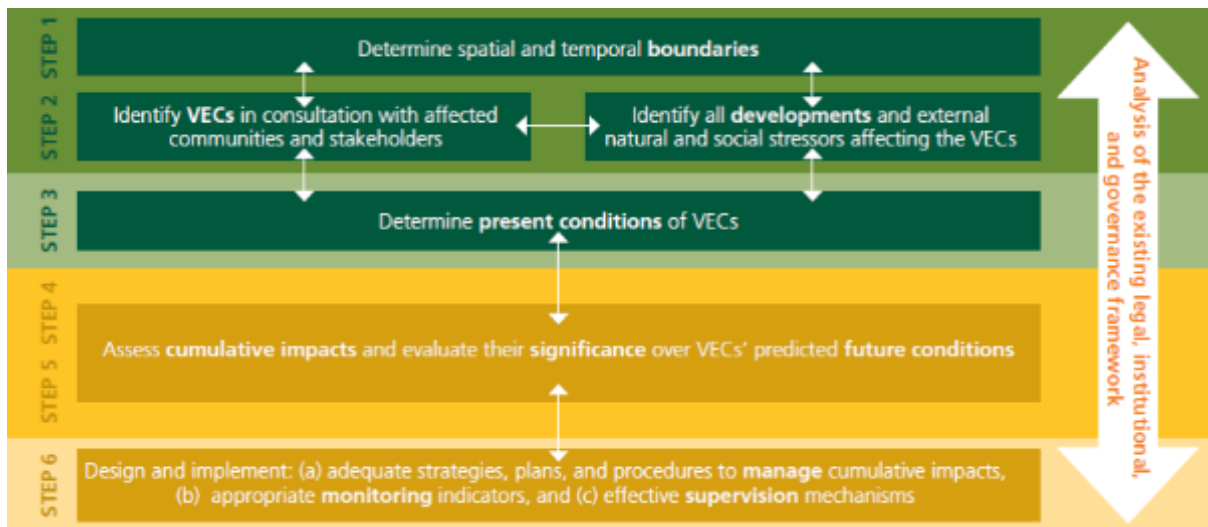 STEP 1
Determine spatial and temporal boundaries
STEP 2
Identify VECs in consultation with affected
communities and stakeholders
Identify all developments and external
natural and social stressors affecting the VECs
STEP 3
Determine present conditions of VECs
STEP 4
STEP 5
Assess cumulative impacts and evaluate their significance over VECs' predicted future conditions
STEP 6
Design and implement: (a) adequate strategies, plans, and procedures to manage cumulative impacts,
(b) appropriate monitoring indicators, and (c) effective supervision mechanisms
Analysis of the existing legal, institutional,
and governance framework